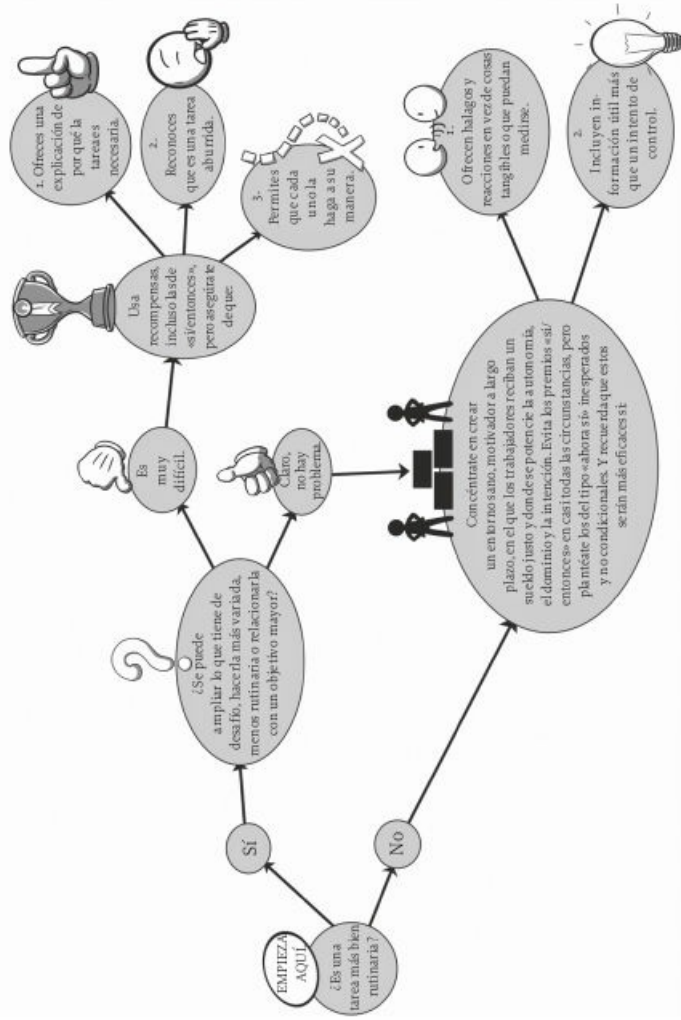 EMPIEZA
AQUÍ
¿Es una
tarea más bien
rutinaria?
Sí
No
¿Se puede
ampliar lo que tiene de
desafío, hacerla más variada,
menos rutinaria o relacionarla
con un objetivo mayor?
Es
muy
difícil.
Claro,
no hay
problema.
Usa
recompensas,
incluso las de
«si/entonces»,
pero asegúrate
de que:
1. Ofreces una
explicación de
por qué la
tarea es
necesaria.
2.
Reconoces
que es una tarea
aburrida.
3.
Permites
que cada
uno la
haga a su
manera.
Concéntrate en crear
un entorno sano, motivador a largo
plazo, en el que los trabajadores reciban un
sueldo justo y donde se potencie la autonomía,
el dominio y la intención. Evita los premios «si/
entonces» en casi todas las circunstancias, pero
plantéate los del tipo «ahora sí» inesperados
y no condicionales. Y recuerda que estos
serán más eficaces si:
1.
Ofrecen halagos y
reacciones en vez de cosas
tangibles o que puedan
medirse.
2.
Incluyen in-
formación útil más
que un intento de
control.